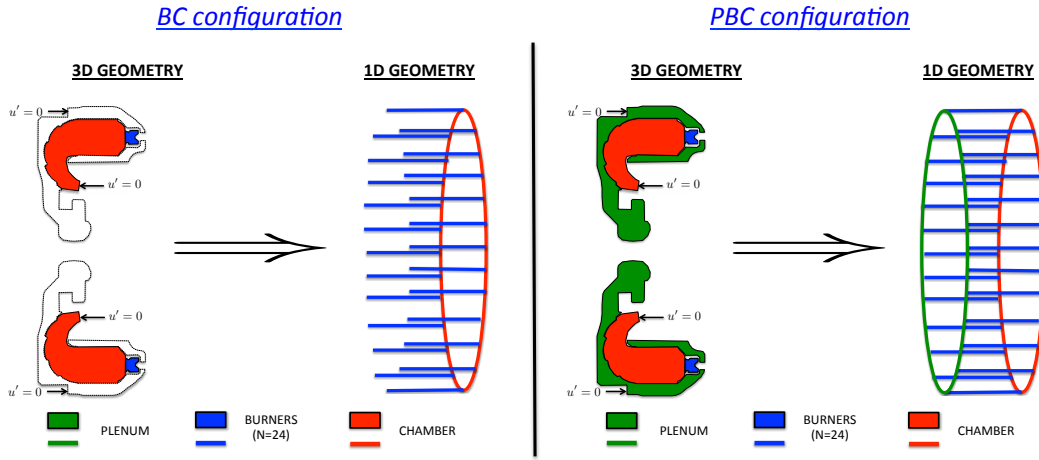 BC configuration
PBC configuration
3D GEOMETRY
1D GEOMETRY
3D GEOMETRY
1D GEOMETRY
u' = 0
u' = 0
u' = 0
u' = 0
u' = 0
u' = 0
u' = 0
u' = 0
PLENUM
BURNERS
(N=24)
CHAMBER
PLENUM
BURNERS
(N=24)
CHAMBER